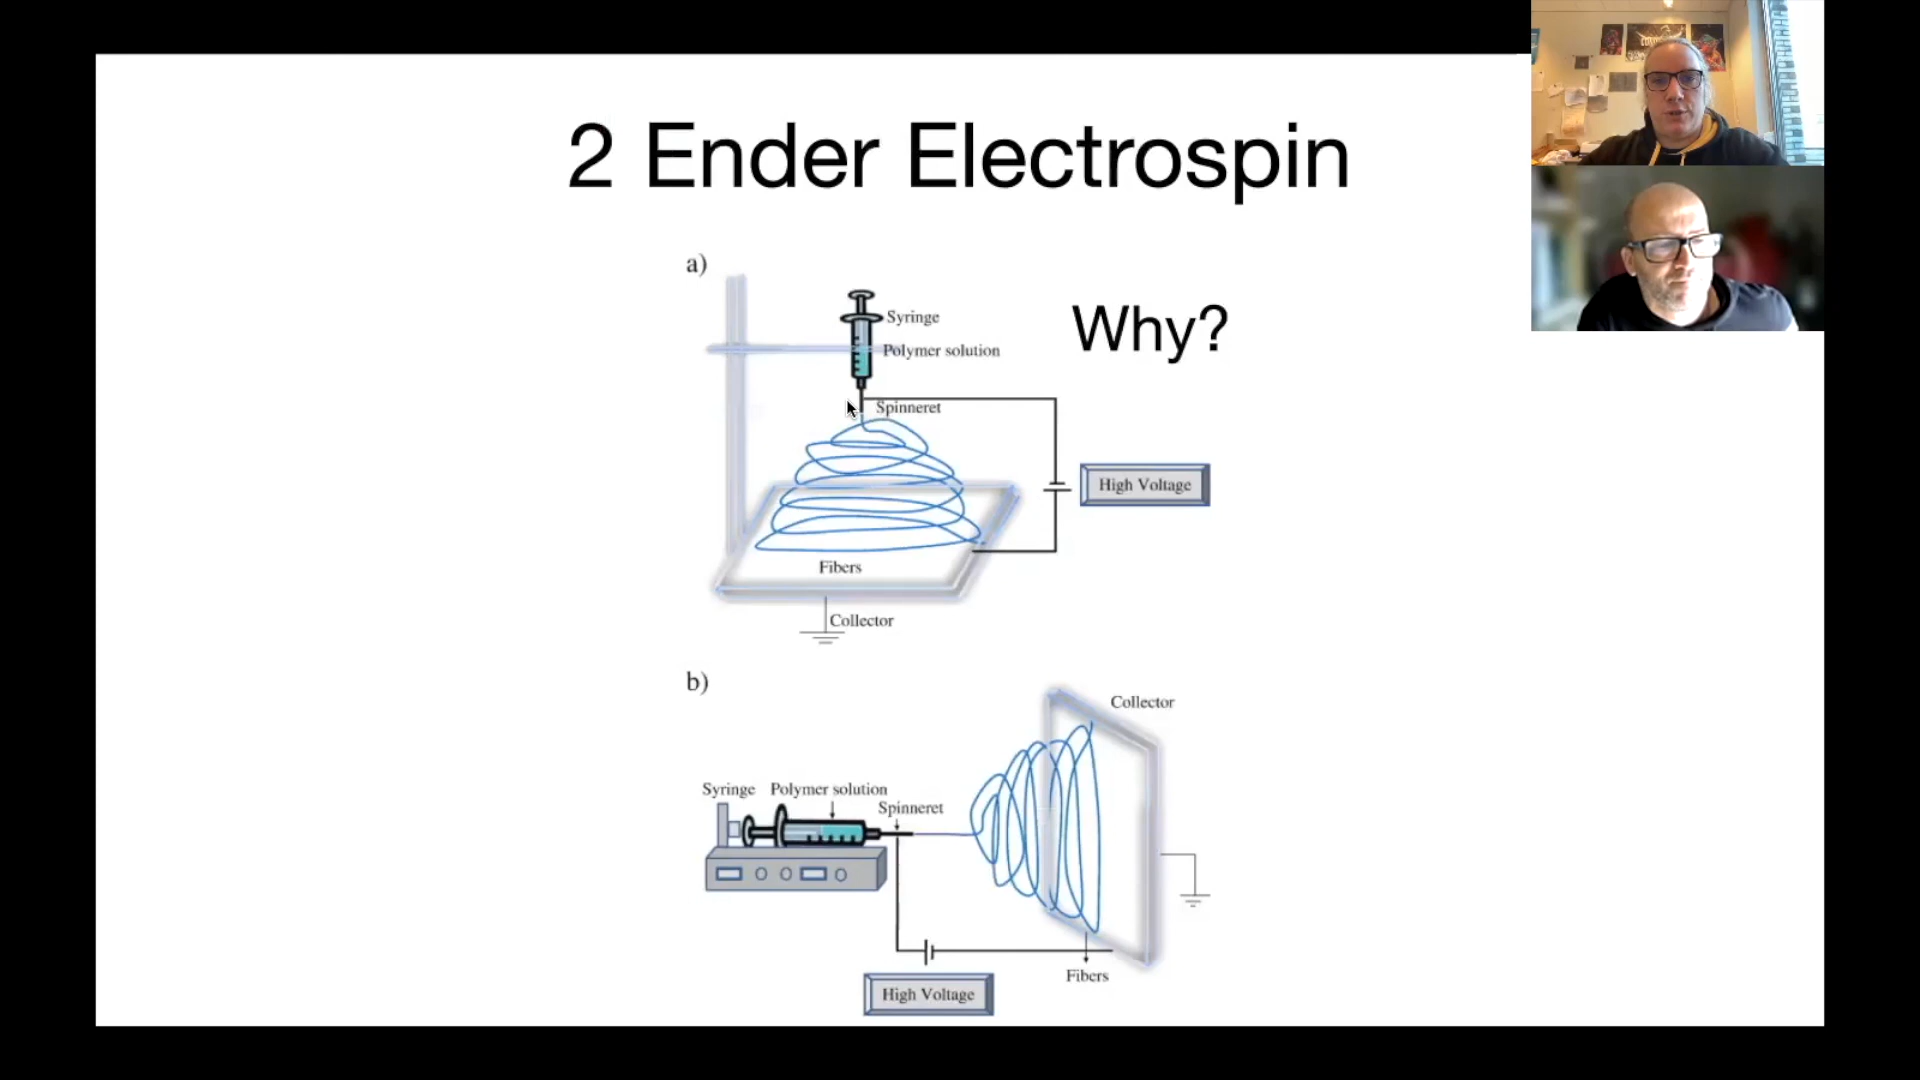 2 Ender Electrospin
a)
Why?
Syringe
Polymer solution
Spinneret
High Voltage
Fibers
Collector
b)
Collector
Syringe
Polymer solution
Spinneret
Fibers
High Voltage